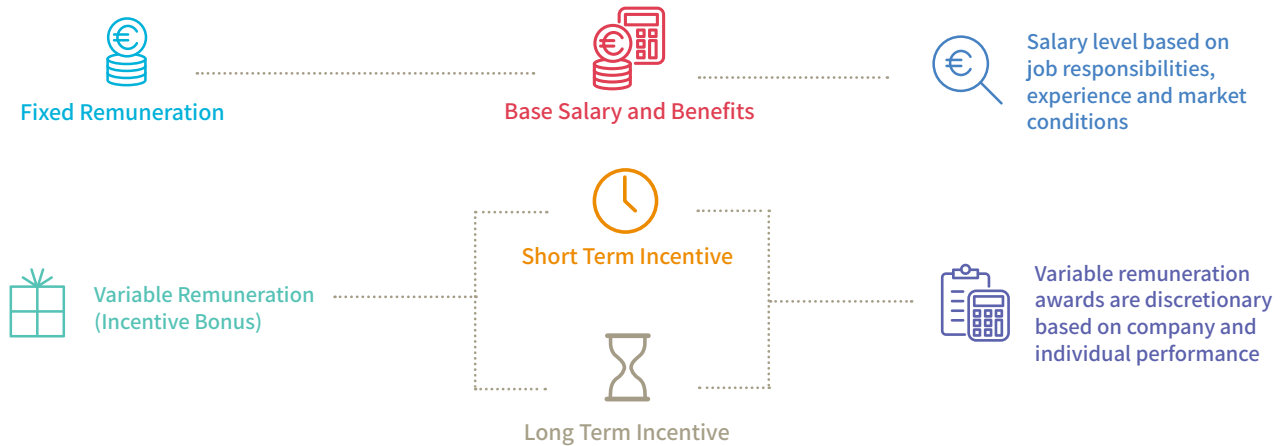 Fixed Remuneration
Base Salary and Benefits
Salary level based on
job responsibilities,
experience and market
conditions
Variable Remuneration
(Incentive Bonus)
Short Term Incentive
Long Term Incentive
Variable remuneration
awards are discretionary
based on company and
individual performance